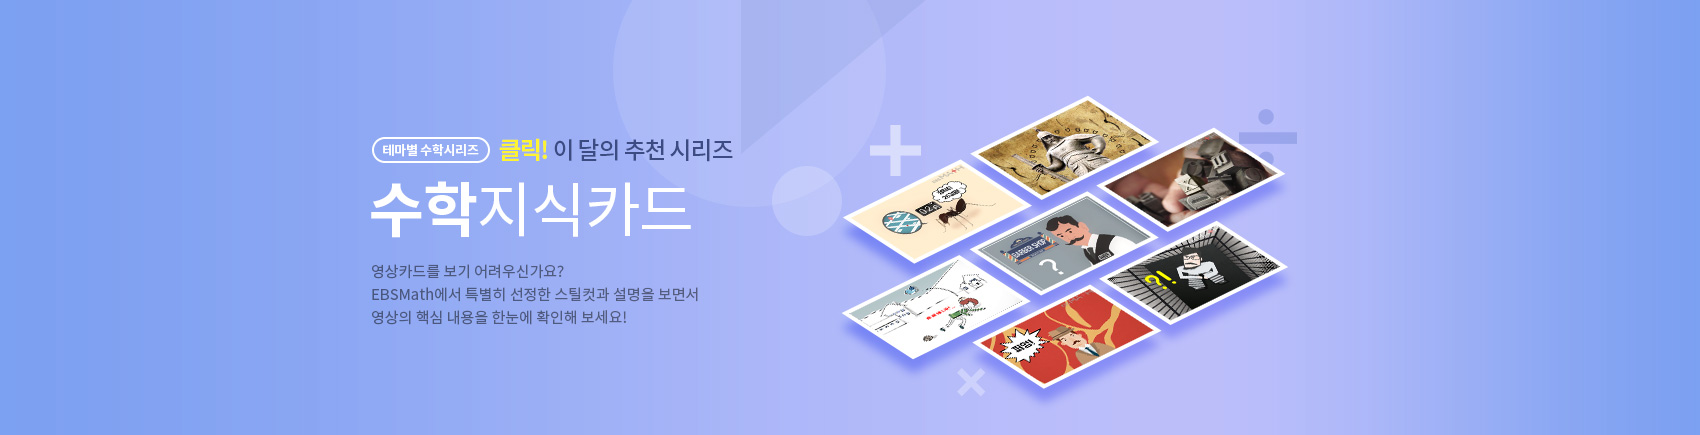 테마별 수학시리즈 클릭! 이 달의 추천 시리즈
수학지식카드
영상카드를 보기 어려우신가요?
EBSMath에서 특별히 선정한 스틸컷과 설명을 보면서
영상의 핵심 내용을 한눈에 확인해 보세요!
BARBER SHOP
?
?!